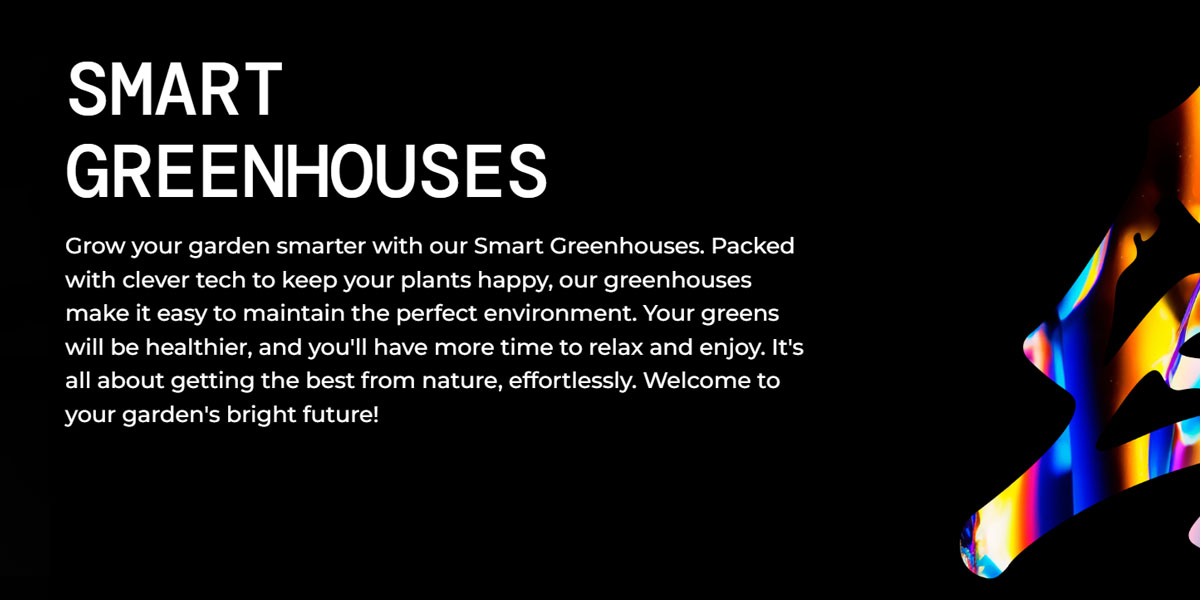 SMART
GREENHOUSES
Grow your garden smarter with our Smart Greenhouses. Packed
with clever tech to keep your plants happy, our greenhouses
make it easy to maintain the perfect environment. Your greens
will be healthier, and you'll have more time to relax and enjoy. It's
all about getting the best from nature, effortlessly. Welcome to
your garden's bright future!